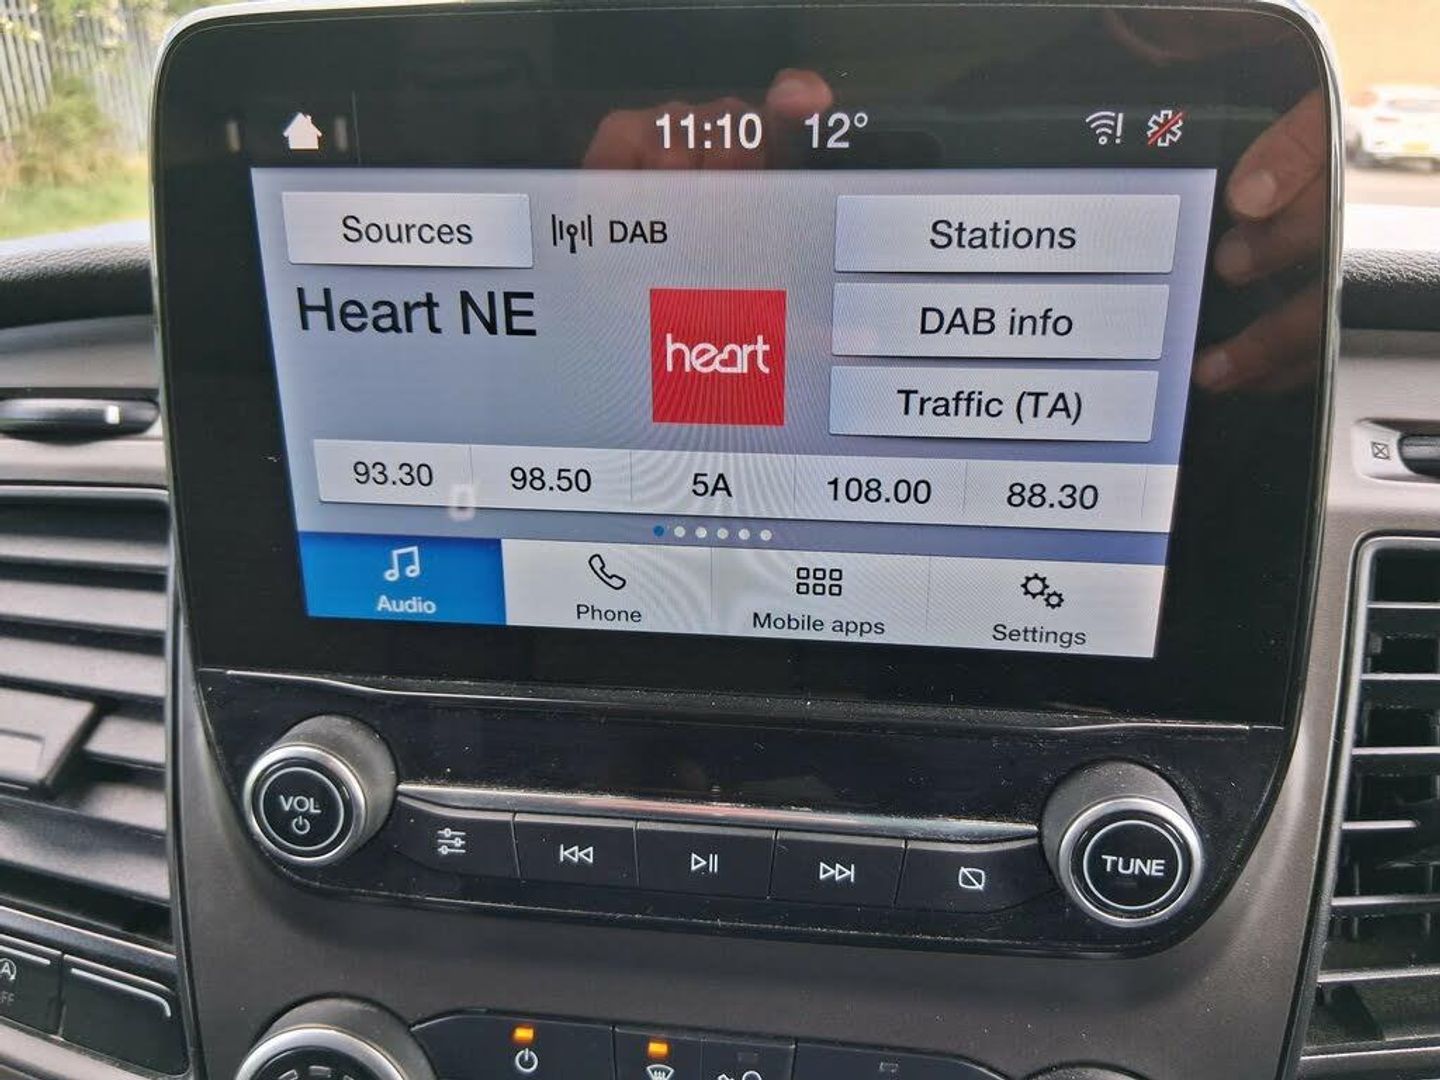 11:10 12°
Sources DAB Stations
Heart NE
heart
DAB info
Traffic (TA)
93.30 98.50 5A 108.00 88.30
Audio Phone Mobile apps Settings
VOL
TUNE
A